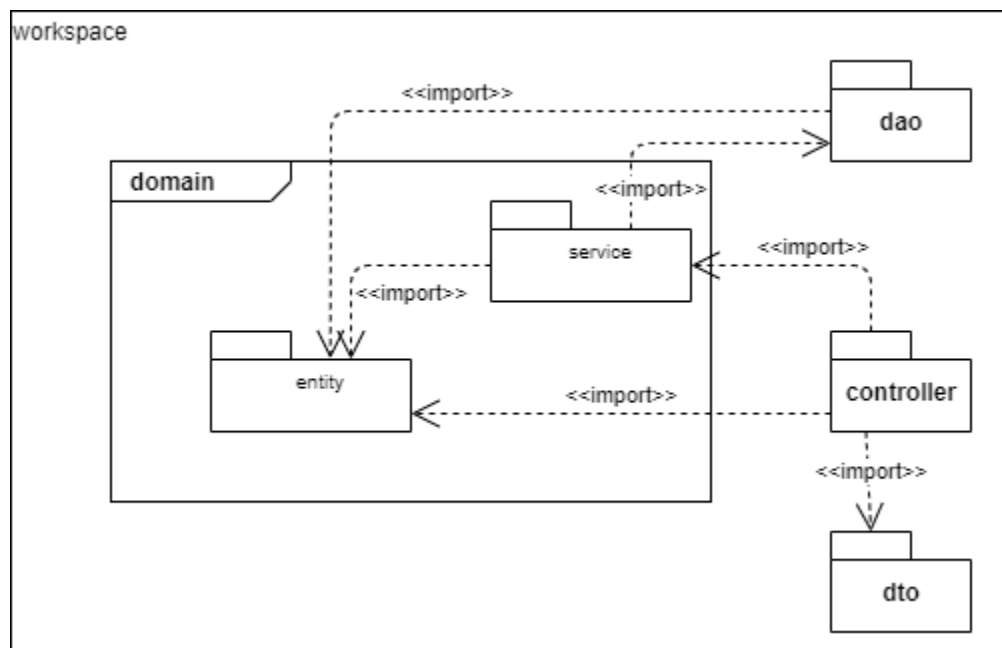 workspace
<<import>>
dao
domain
<<import>>
service
<<import>>
<<import>>
entity
<<import>>
controller
<<import>>
dto